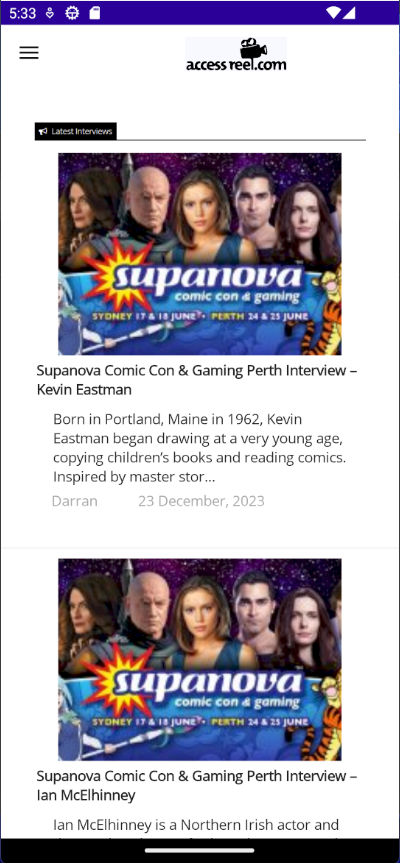 5:33
access reel.com
Latest Interviews
supanova
comic con & gaming
SYDNEY 17 & 18 JUNE • PERTH 24 & 25 JUNE
Supanova Comic Con & Gaming Perth Interview –
Kevin Eastman
Born in Portland, Maine in 1962, Kevin
Eastman began drawing at a very young age,
copying children’s books and reading comics.
Inspired by master stor...
Darran 23 December, 2023
supanova
comic con & gaming
SYDNEY 17 & 18 JUNE • PERTH 24 & 25 JUNE
Supanova Comic Con & Gaming Perth Interview –
Ian McElhinney
Ian McElhinney is a Northern Irish actor and